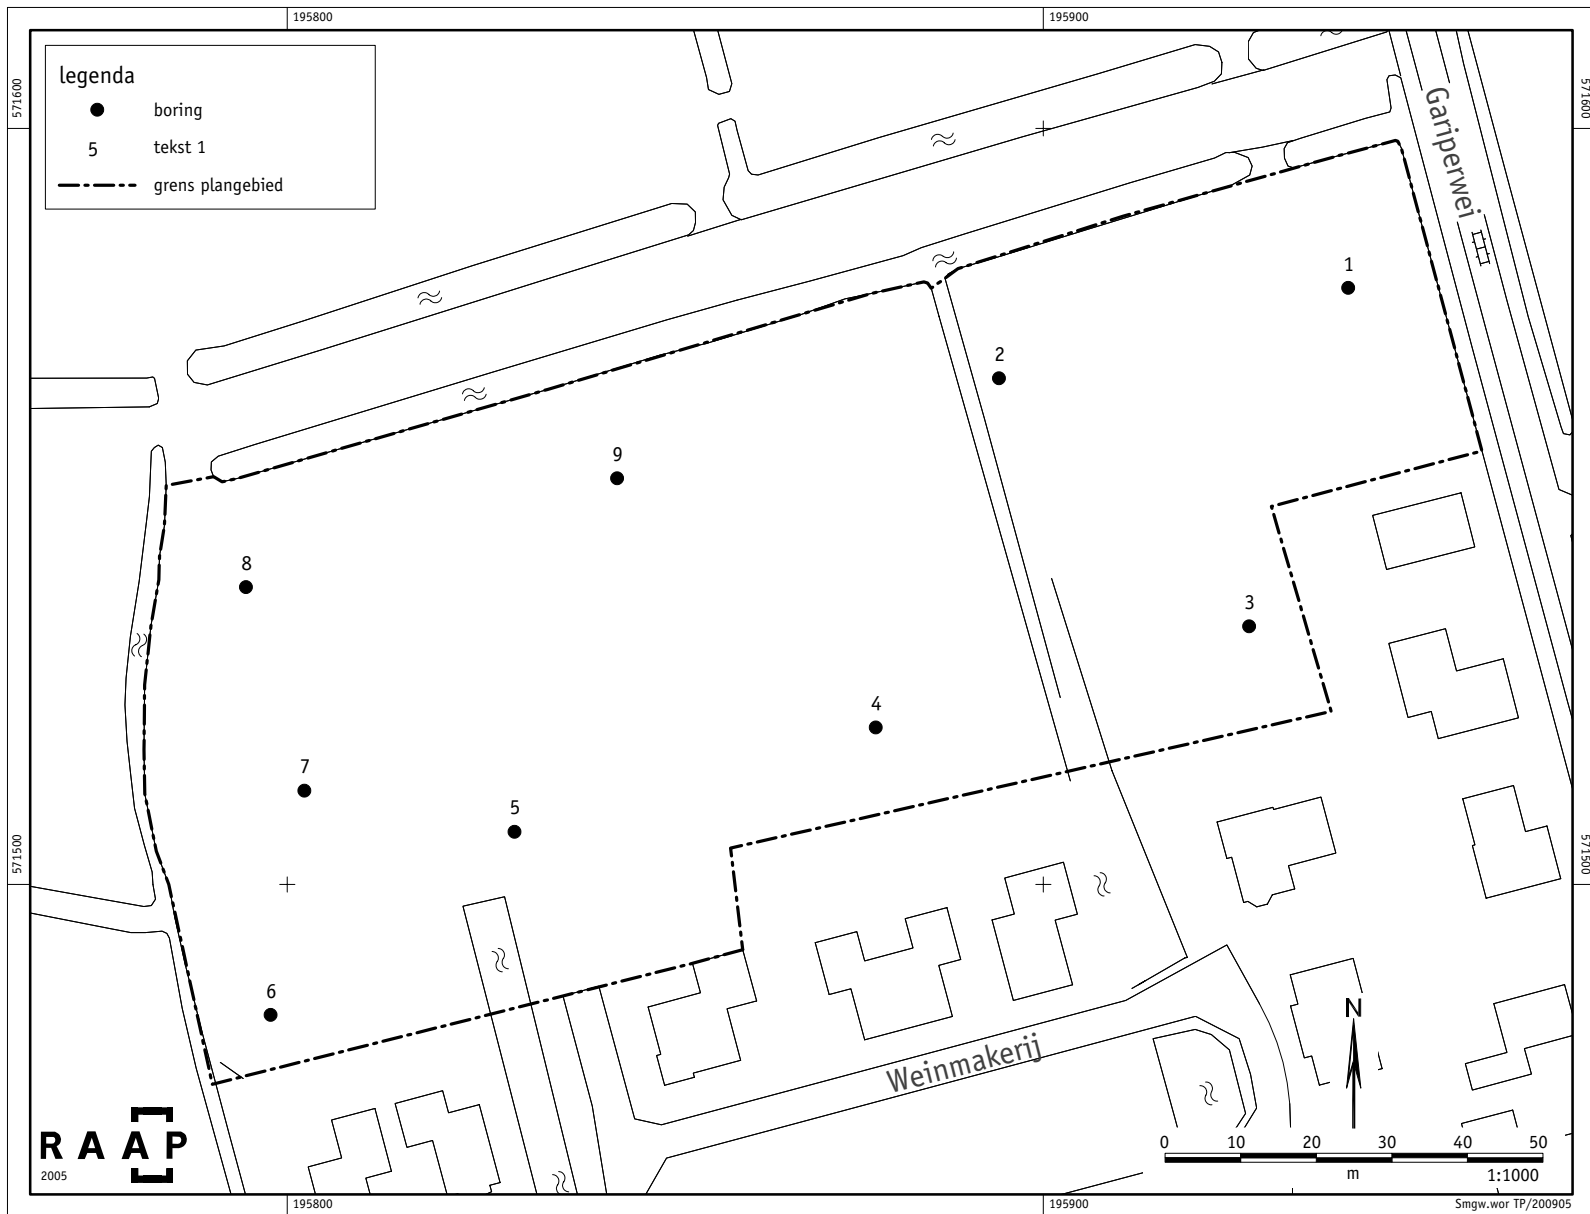 195800
195900
legenda
boring
5 tekst 1
grens plangebied
571600
571600
Gariperwei
1
2
9
8
3
4
7
5
571500
571500
6
N
Weinmakerij
RAAP
2005
0 10 20 30 40 50
m 1:1000
195800
195900
Smgw.wor TP/200905